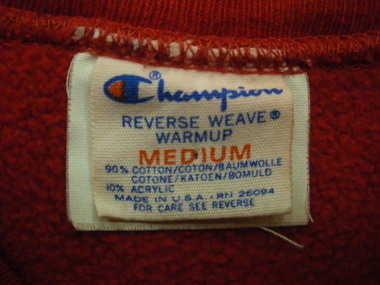 Champion®
REVERSE WEAVE®
WARMUP
MEDIUM
90% COTTON/COTON/BAUMWOLLE
COTONE/KATOEN/BOMULD
10% ACRYLIC
MADE IN U.S.A. - RN 26094
FOR CARE SEE REVERSE